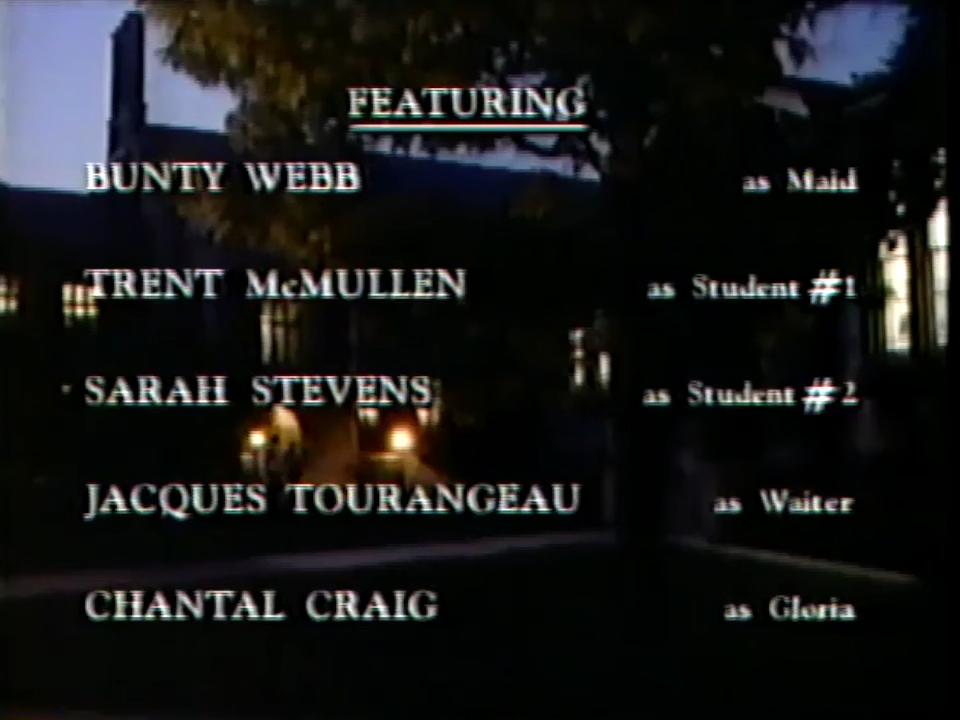 FEATURING
BUNTY WEBB as Maid
TRENT McMULLEN as Student #1
SARAH STEVENS as Student #2
JACQUES TOURANGEAU as Waiter
CHANTAL CRAIG as Gloria